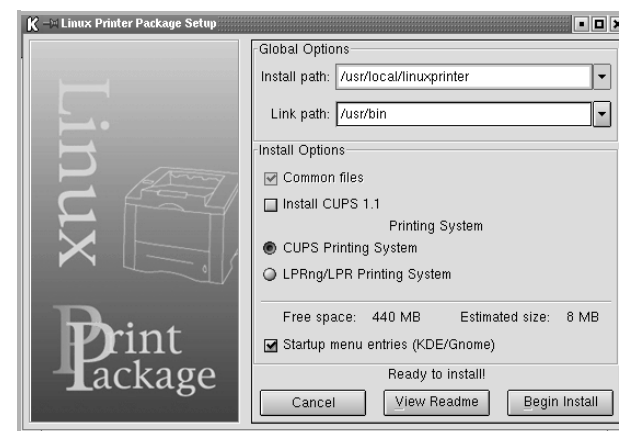 Linux Printer Package Setup
Linux
Print
Package
Global Options
Install path: /usr/local/linuxprinter
Link path: /usr/bin
Install Options
Common files
Install CUPS 1.1
Printing System
CUPS Printing System
LPRng/LPR Printing System
Free space: 440 MB Estimated size: 8 MB
Startup menu entries (KDE/Gnome)
Ready to install!
Cancel View Readme Begin Install